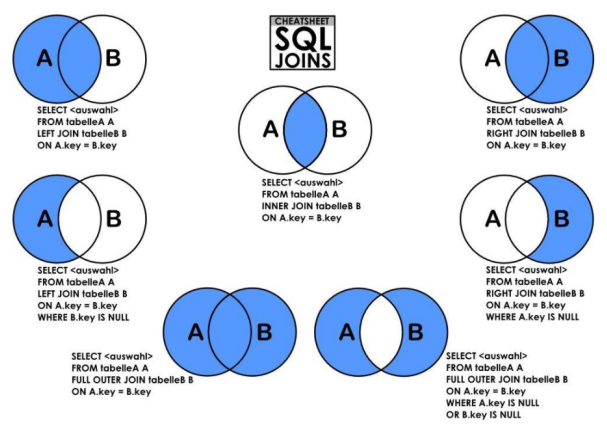 CHEATSHEET
SQL
JOINS
A B
SELECT <auswahl>
FROM tabelleA A
LEFT JOIN tabelleB B
ON A.key = B.key
A B
SELECT <auswahl>
FROM tabelleA A
INNER JOIN tabelleB B
ON A.key = B.key
A B
SELECT <auswahl>
FROM tabelleA A
RIGHT JOIN tabelleB B
ON A.key = B.key
A B
SELECT <auswahl>
FROM tabelleA A
LEFT JOIN tabelleB B
ON A.key = B.key
WHERE B.key IS NULL
A B
SELECT <auswahl>
FROM tabelleA A
RIGHT JOIN tabelleB B
ON A.key = B.key
WHERE A.key IS NULL
A B
SELECT <auswahl>
FROM tabelleA A
FULL OUTER JOIN tabelleB B
ON A.key = B.key
A B
SELECT <auswahl>
FROM tabelleA A
FULL OUTER JOIN tabelleB B
ON A.key = B.key
WHERE A.key IS NULL
OR B.key IS NULL